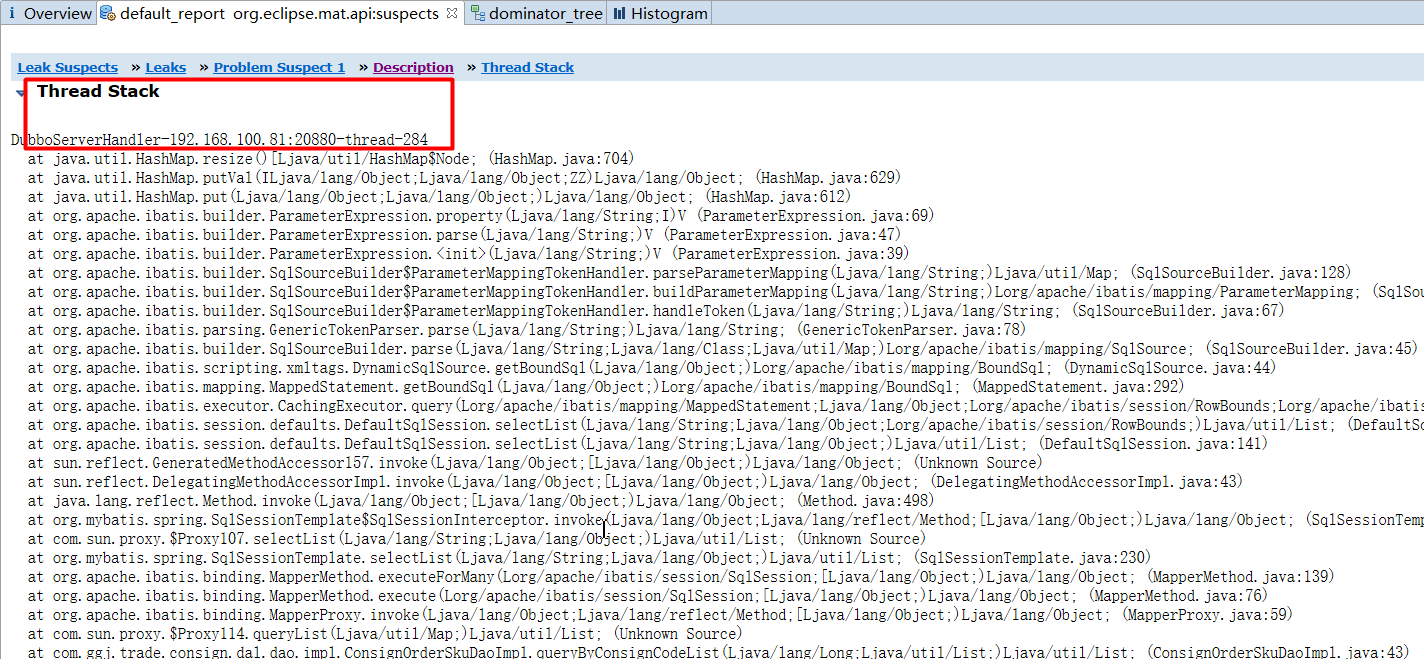 i Overview default_report org.eclipse.mat.api:suspects dominator_tree Histogram
Leak Suspects » Leaks » Problem Suspect 1 » Description » Thread Stack
Thread Stack
DubboServerHandler-192.168.100.81:20880-thread-284
at java.util.HashMap.resize()[Ljava/util/HashMap$Node; (HashMap.java:704)
at java.util.HashMap.putVal(ILjava/lang/Object;Ljava/lang/Object;ZZ)Ljava/lang/Object; (HashMap.java:629)
at java.util.HashMap.put(Ljava/lang/Object;Ljava/lang/Object;)Ljava/lang/Object; (HashMap.java:612)
at org.apache.ibatis.builder.ParameterExpression.property(Ljava/lang/String;I)V (ParameterExpression.java:69)
at org.apache.ibatis.builder.ParameterExpression.parse(Ljava/lang/String;)V (ParameterExpression.java:47)
at org.apache.ibatis.builder.ParameterExpression.<init>(Ljava/lang/String;)V (ParameterExpression.java:39)
at org.apache.ibatis.builder.SqlSourceBuilder$ParameterMappingTokenHandler.parseParameterMapping(Ljava/lang/String;)Ljava/util/Map; (SqlSourceBuilder.java:128)
at org.apache.ibatis.builder.SqlSourceBuilder$ParameterMappingTokenHandler.buildParameterMapping(Ljava/lang/String;)Lorg/apache/ibatis/mapping/ParameterMapping; (SqlSou
at org.apache.ibatis.builder.SqlSourceBuilder$ParameterMappingTokenHandler.handleToken(Ljava/lang/String;)Ljava/lang/String; (SqlSourceBuilder.java:67)
at org.apache.ibatis.parsing.GenericTokenParser.parse(Ljava/lang/String;)Ljava/lang/String; (GenericTokenParser.java:78)
at org.apache.ibatis.builder.SqlSourceBuilder.parse(Ljava/lang/String;Ljava/lang/Class;Ljava/util/Map;)Lorg/apache/ibatis/mapping/SqlSource; (SqlSourceBuilder.java:45)
at org.apache.ibatis.scripting.xmltags.DynamicSqlSource.getBoundSql(Ljava/lang/Object;)Lorg/apache/ibatis/mapping/BoundSql; (DynamicSqlSource.java:44)
at org.apache.ibatis.mapping.MappedStatement.getBoundSql(Ljava/lang/Object;)Lorg/apache/ibatis/mapping/BoundSql; (MappedStatement.java:292)
at org.apache.ibatis.executor.CachingExecutor.query(Lorg/apache/ibatis/mapping/MappedStatement;Ljava/lang/Object;Lorg/apache/ibatis/session/RowBounds;Lorg/apache/ibatis
at org.apache.ibatis.session.defaults.DefaultSqlSession.selectList(Ljava/lang/String;Ljava/lang/Object;Lorg/apache/ibatis/session/RowBounds;)Ljava/util/List; (DefaultSq
at org.apache.ibatis.session.defaults.DefaultSqlSession.selectList(Ljava/lang/String;Ljava/lang/Object;)Ljava/util/List; (DefaultSqlSession.java:141)
at sun.reflect.GeneratedMethodAccessor157.invoke(Ljava/lang/Object;[Ljava/lang/Object;)Ljava/lang/Object; (Unknown Source)
at sun.reflect.DelegatingMethodAccessorImpl.invoke(Ljava/lang/Object;[Ljava/lang/Object;)Ljava/lang/Object; (DelegatingMethodAccessorImpl.java:43)
at java.lang.reflect.Method.invoke(Ljava/lang/Object;[Ljava/lang/Object;)Ljava/lang/Object; (Method.java:498)
at org.mybatis.spring.SqlSessionTemplate$SqlSessionInterceptor.invoke(Ljava/lang/Object;Ljava/lang/reflect/Method;[Ljava/lang/Object;)Ljava/lang/Object; (SqlSessionTemp
at com.sun.proxy.$Proxy107.selectList(Ljava/lang/String;Ljava/lang/Object;)Ljava/util/List; (Unknown Source)
at org.mybatis.spring.SqlSessionTemplate.selectList(Ljava/lang/String;Ljava/lang/Object;)Ljava/util/List; (SqlSessionTemplate.java:230)
at org.apache.ibatis.binding.MapperMethod.executeForMany(Lorg/apache/ibatis/session/SqlSession;[Ljava/lang/Object;)Ljava/lang/Object; (MapperMethod.java:139)
at org.apache.ibatis.binding.MapperMethod.execute(Lorg/apache/ibatis/session/SqlSession;[Ljava/lang/Object;)Ljava/lang/Object; (MapperMethod.java:76)
at org.apache.ibatis.binding.MapperProxy.invoke(Ljava/lang/Object;Ljava/lang/reflect/Method;[Ljava/lang/Object;)Ljava/lang/Object; (MapperProxy.java:59)
at com.sun.proxy.$Proxy114.queryList(Ljava/util/Map;)Ljava/util/List; (Unknown Source)
at com.ggj.trade.consign.dal.dao.impl.ConsignOrderSkuDaoImpl.queryByConsignCodeList(Ljava/lang/Long;Ljava/util/List;)Ljava/util/List; (ConsignOrderSkuDaoImpl.java:43)